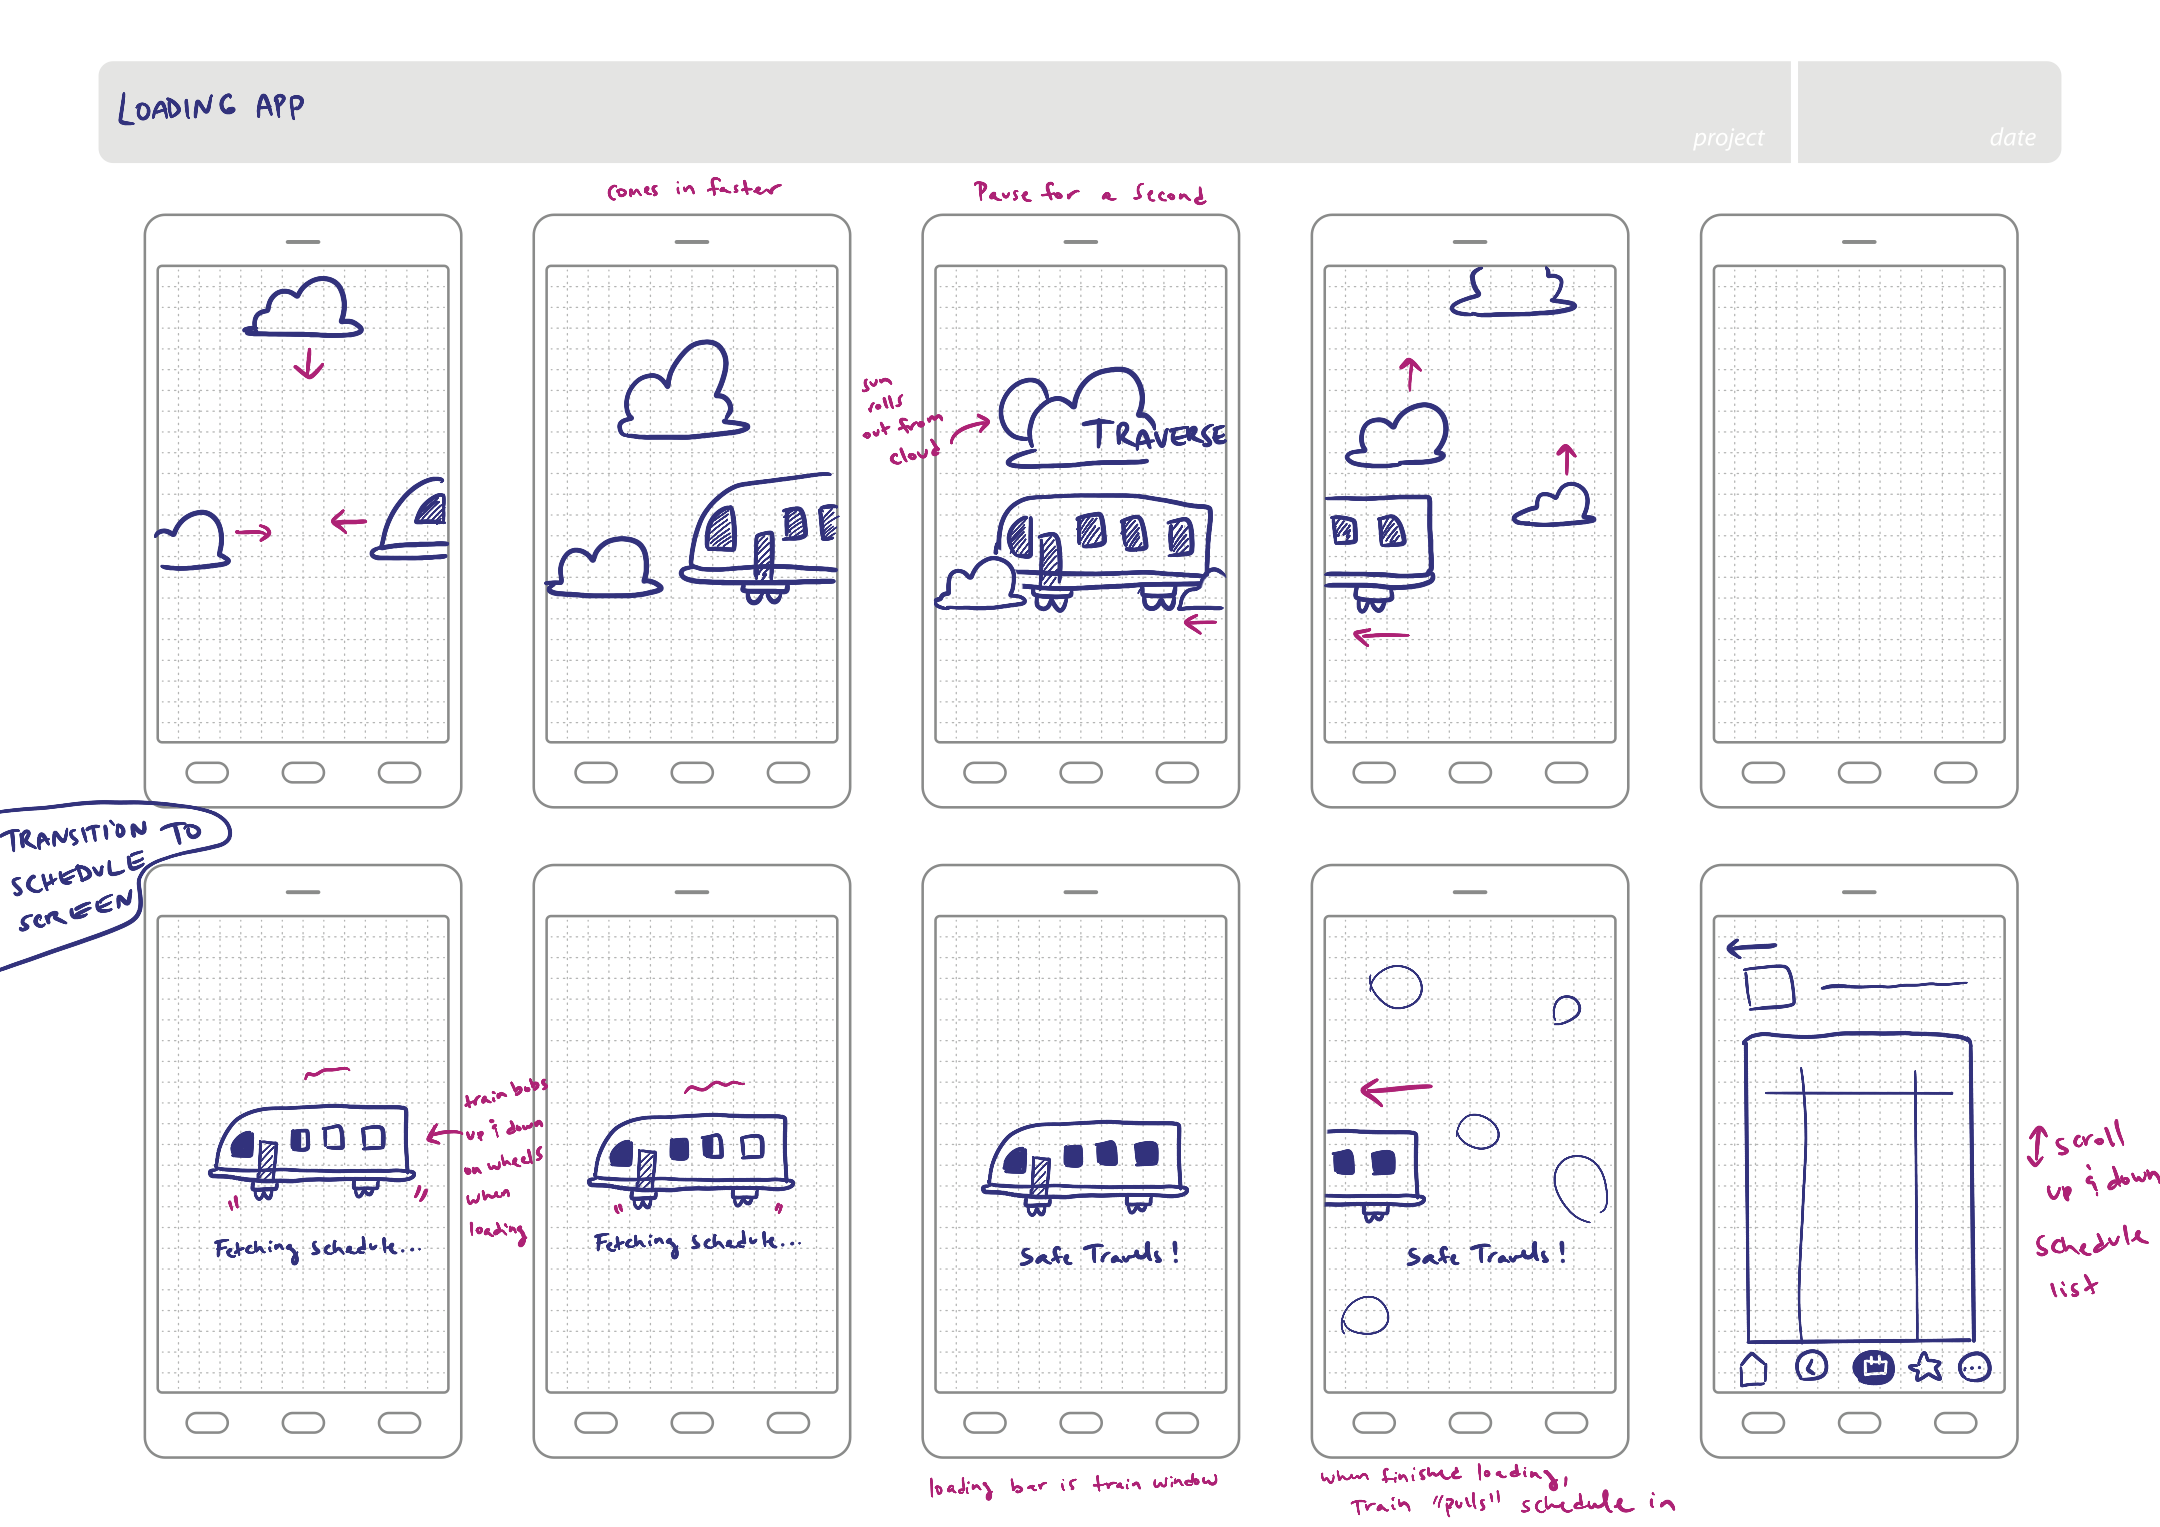 LOADING APP
project
date
comes in faster
Pause for a second
sun
rolls
out from
cloud
TRAVERSE
TRANSITION TO
SCHEDULE
SCREEN
train bobs
up & down
on wheels
when
loading
Fetching schedule...
Fetching schedule...
Safe Travels!
Safe Travels!
scroll
up & down
schedule
list
loading bar is train window
when finished loading,
Train "pulls" schedule in